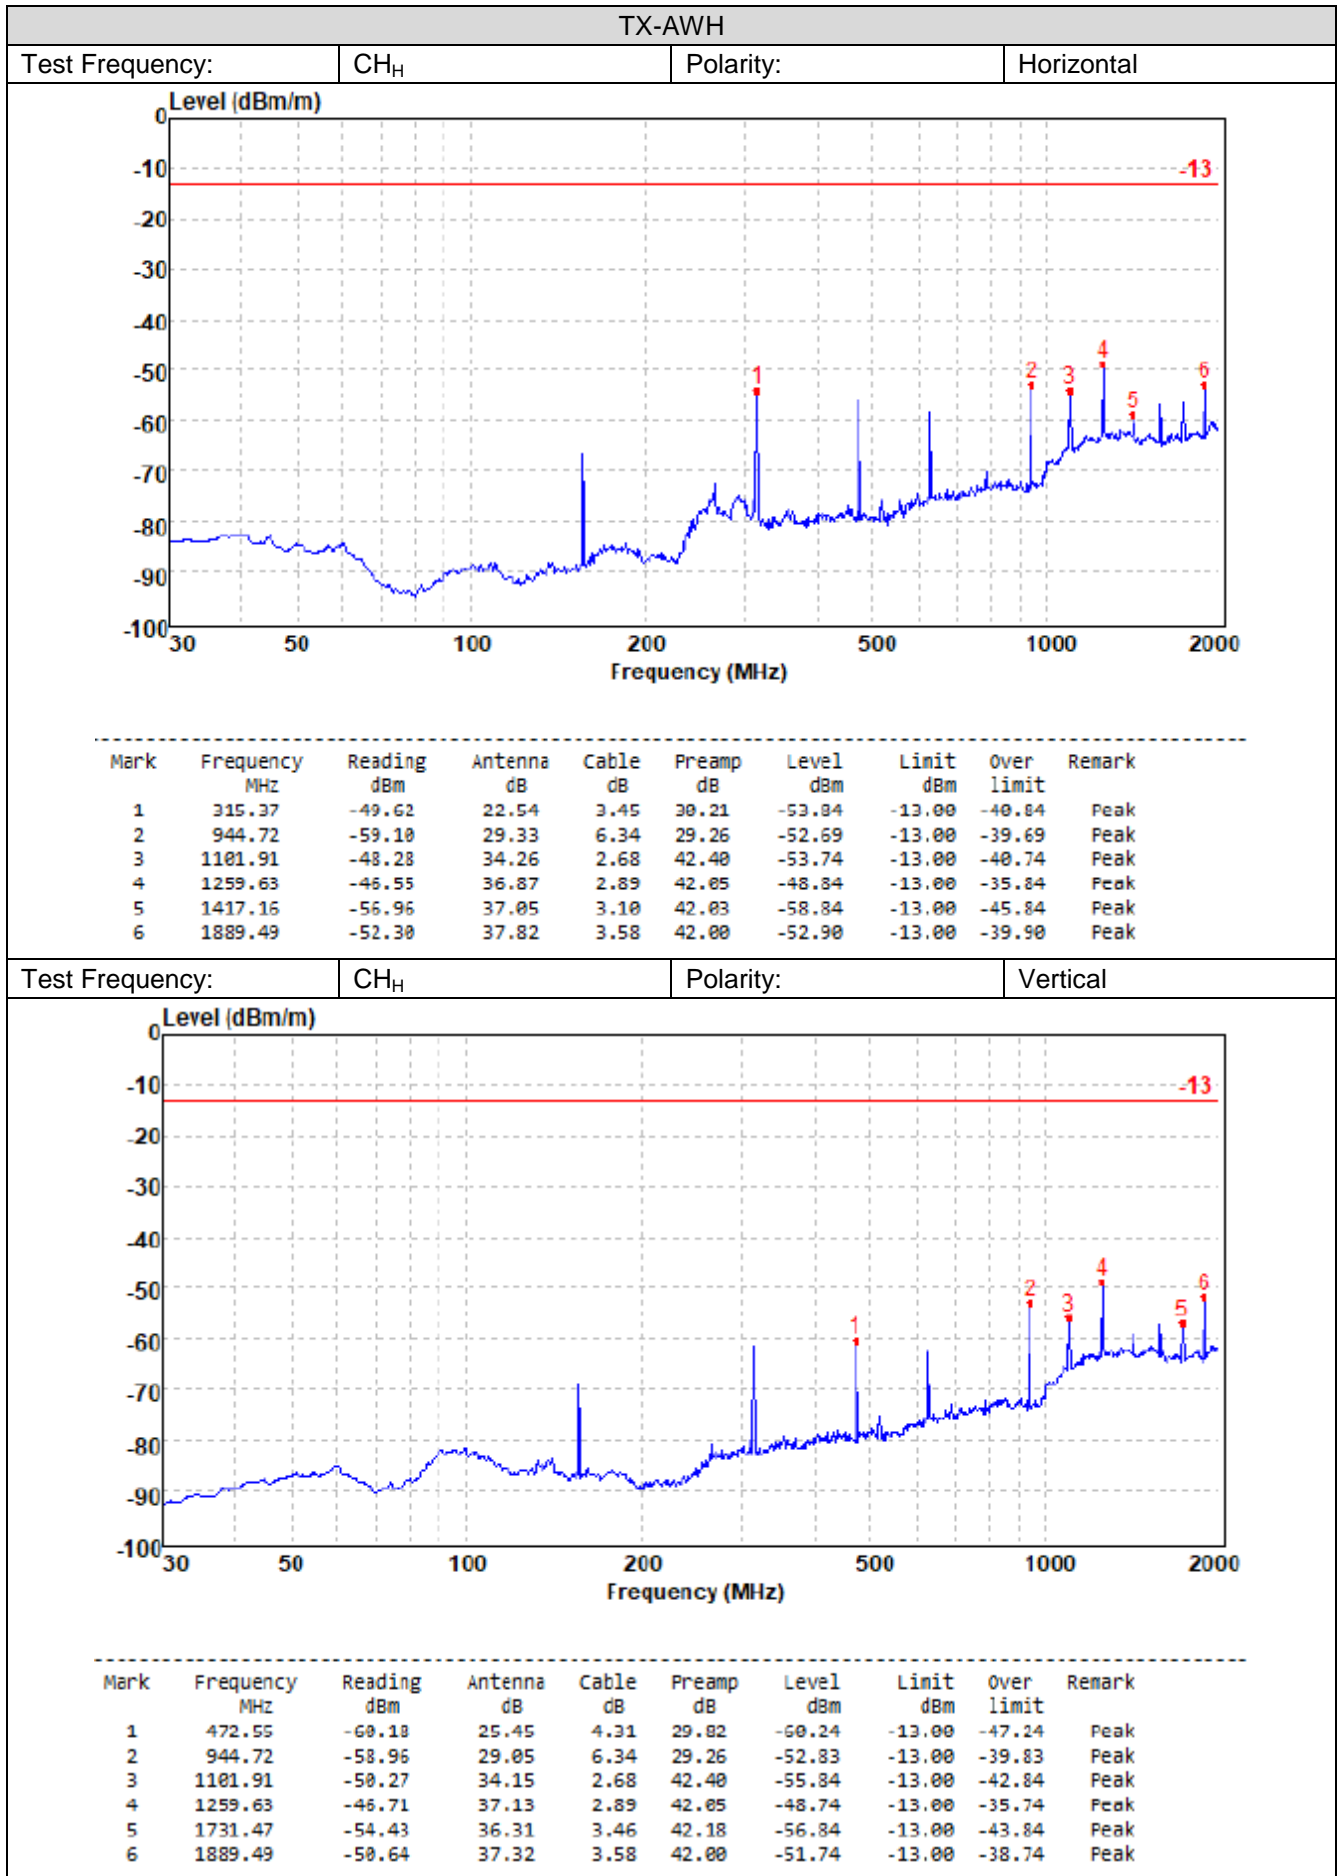 TX-AWH
Test Frequency: CHH Polarity: Horizontal
Level (dBm/m)
0
-10
-13
-20
-30
-40
4
-50
1 2 3 6
5
-60
-70
-80
-90
-100
30 50 100 200 500 1000 2000
Frequency (MHz)
Mark Frequency Reading Antenna Cable Preamp Level Limit Over Remark
MHz dBm dB dB dB dBm dBm limit
1 315.37 -49.62 22.54 3.45 30.21 -53.84 -13.00 -40.84 Peak
2 944.72 -59.10 29.33 6.34 29.26 -52.69 -13.00 -39.69 Peak
3 1101.91 -48.28 34.26 2.68 42.40 -53.74 -13.00 -40.74 Peak
4 1259.63 -46.55 36.87 2.89 42.05 -48.84 -13.00 -35.84 Peak
5 1417.16 -56.96 37.05 3.10 42.03 -58.84 -13.00 -45.84 Peak
6 1889.49 -52.30 37.82 3.58 42.00 -52.90 -13.00 -39.90 Peak
Test Frequency: CHH Polarity: Vertical
Level (dBm/m)
0
-10
-13
-20
-30
-40
4
-50
2 6
3 5
1
-60
-70
-80
-90
-100
30 50 100 200 500 1000 2000
Frequency (MHz)
Mark Frequency Reading Antenna Cable Preamp Level Limit Over Remark
MHz dBm dB dB dB dBm dBm limit
1 472.55 -60.18 25.45 4.31 29.82 -60.24 -13.00 -47.24 Peak
2 944.72 -58.96 29.05 6.34 29.26 -52.83 -13.00 -39.83 Peak
3 1101.91 -50.27 34.15 2.68 42.40 -55.84 -13.00 -42.84 Peak
4 1259.63 -46.71 37.13 2.89 42.05 -48.74 -13.00 -35.74 Peak
5 1731.47 -54.43 36.31 3.46 42.18 -56.84 -13.00 -43.84 Peak
6 1889.49 -50.64 37.32 3.58 42.00 -51.74 -13.00 -38.74 Peak